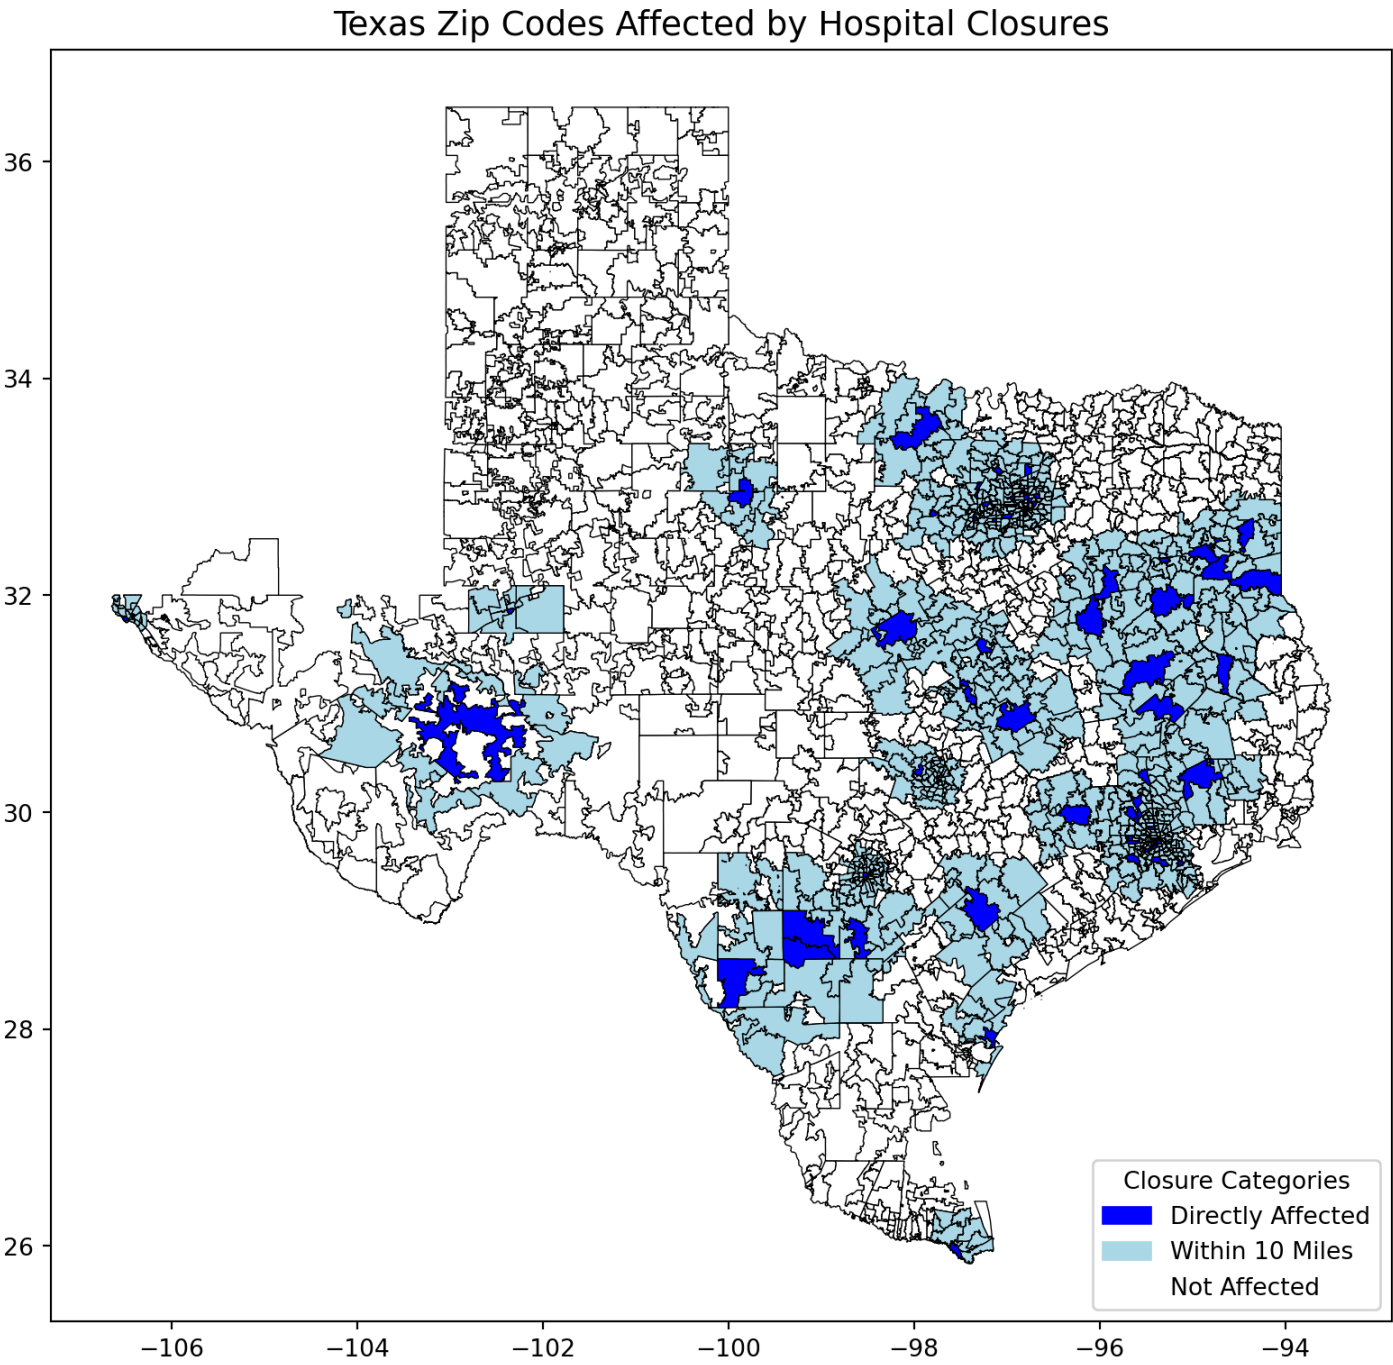 Texas Zip Codes Affected by Hospital Closures
36
34
32
30
28
26
−106
−104
−102
−100
−98
−96
−94
Closure Categories
Directly Affected
Within 10 Miles
Not Affected